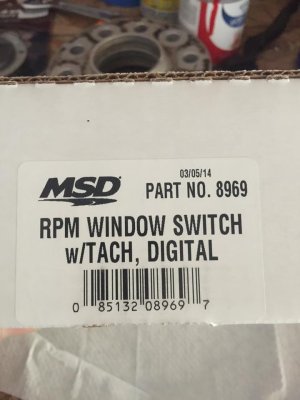 03/05/14
MSD PART NO. 8969
RPM WINDOW SWITCH
w/TACH, DIGITAL
0 85132 08969 7